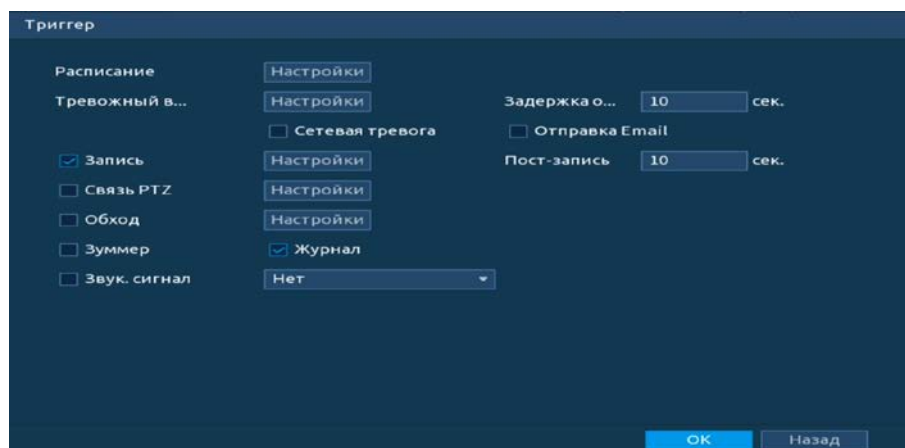 Триггер
Расписание Настройки
Тревожный в... Настройки Задержка о... 10 сек.
Сетевая тревога Отправка Email
Запись Настройки Пост-запись 10 сек.
Связь PTZ Настройки
Обход Настройки
Зуммер Журнал
Звук. сигнал Нет
OK Назад